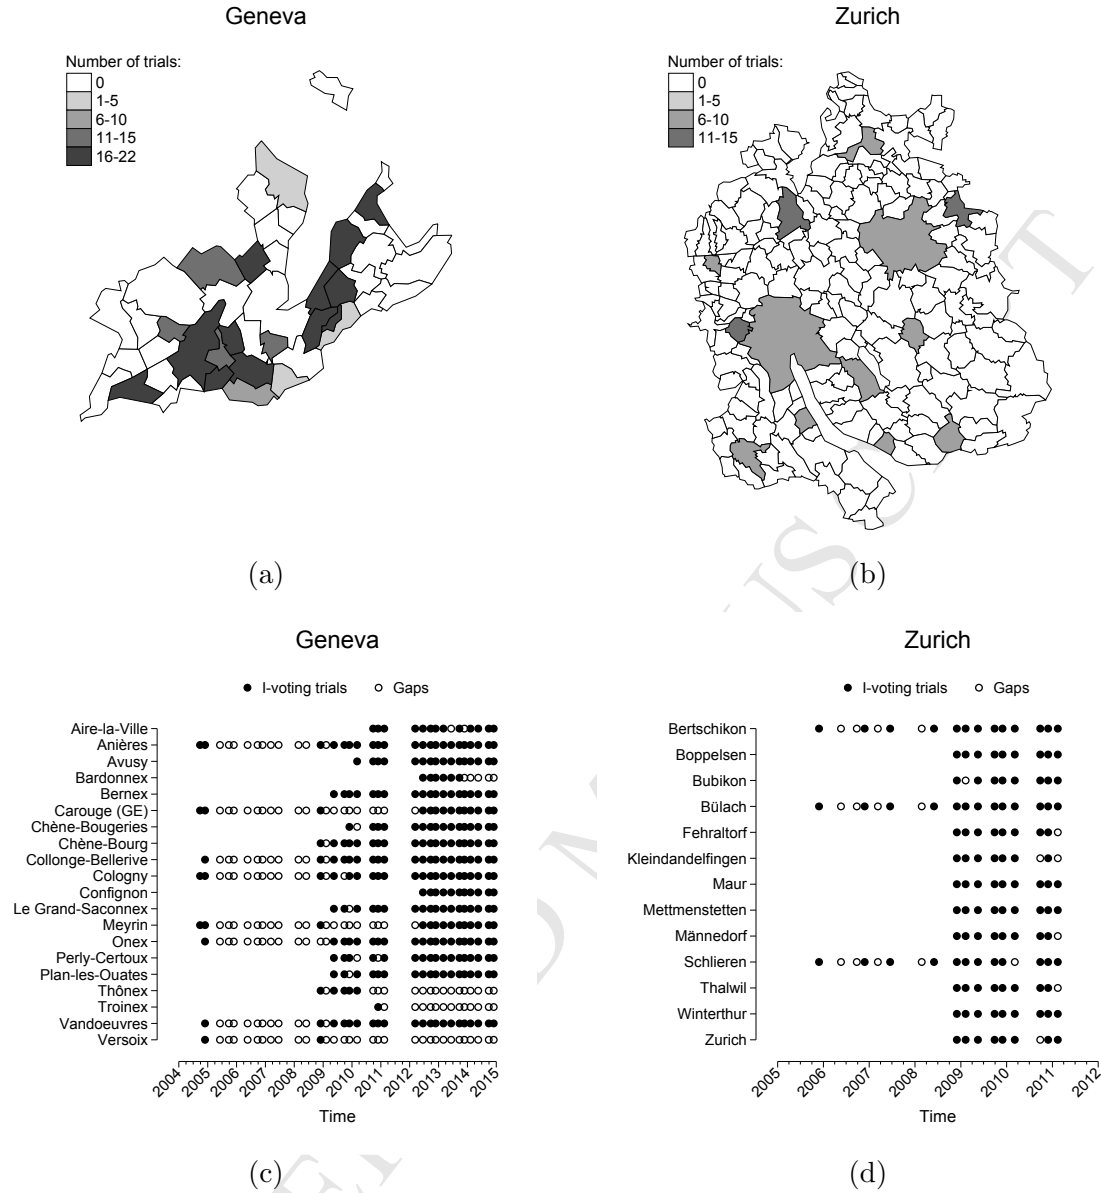 Geneva
Number of trials:
0
1-5
6-10
11-15
16-22
(a)
Zurich
Number of trials:
0
1-5
6-10
11-15
(b)
Geneva
I-voting trials
Gaps
Aire-la-Ville
Anières
Avusy
Bardonnex
Bernex
Carouge (GE)
Chène-Bougeries
Chène-Bourg
Collonge-Bellerive
Cologny
Confignon
Le Grand-Saconnex
Meyrin
Onex
Perly-Certoux
Plan-les-Ouates
Thônex
Troinex
Vandoeuvres
Versoix
2004 2005 2006 2007 2008 2009 2010 2011 2012 2013 2014 2015
Time
(c)
Zurich
I-voting trials
Gaps
Bertschikon
Boppelsen
Bubikon
Bülach
Fehraltorf
Kleindandelfingen
Maur
Mettmenstetten
Männedorf
Schlieren
Thalwil
Winterthur
Zurich
2005 2006 2007 2008 2009 2010 2011 2012
Time
(d)